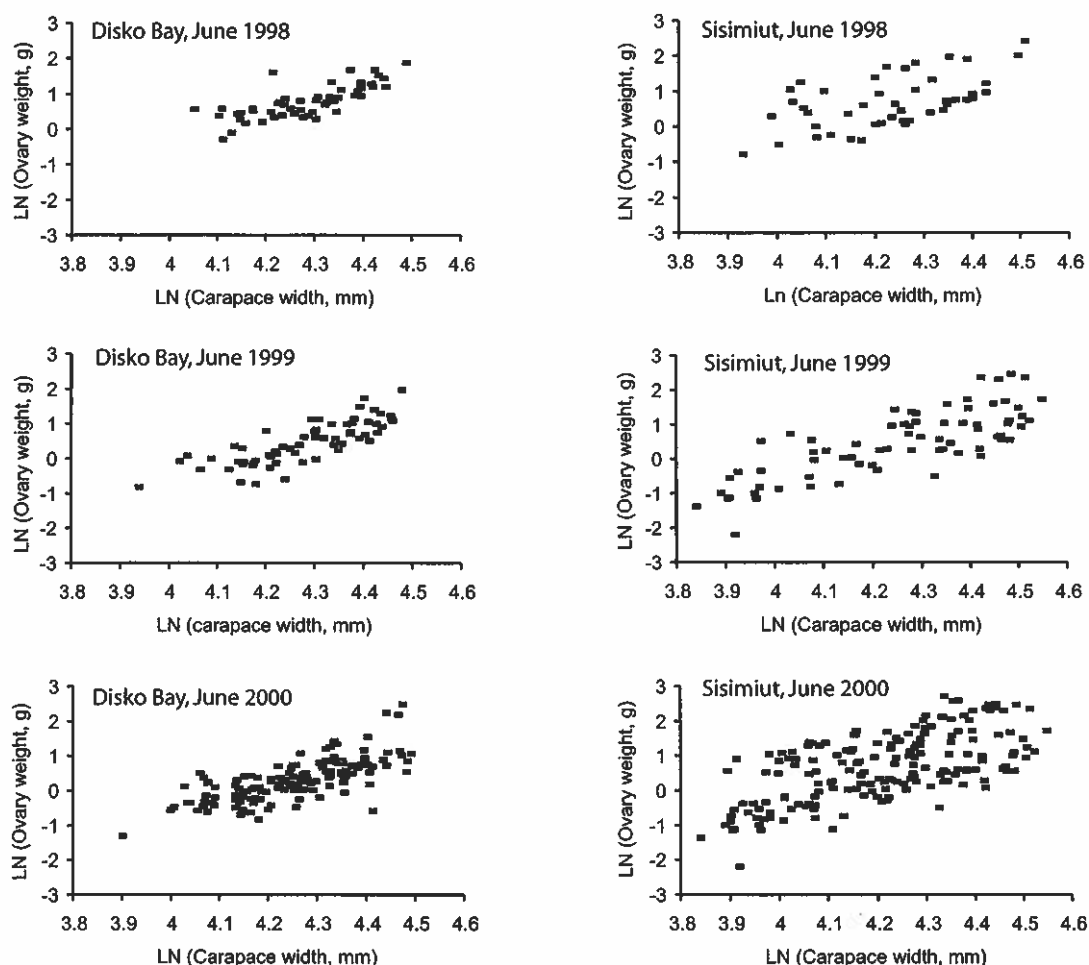 Disko Bay, June 1998
LN (Ovary weight, g)
3
2
1
0
-1
-2
-3
3.8 3.9 4 4.1 4.2 4.3 4.4 4.5 4.6
LN (Carapace width, mm)
Sisimiut, June 1998
LN (Ovary weight, g)
3
2
1
0
-1
-2
-3
3.8 3.9 4 4.1 4.2 4.3 4.4 4.5 4.6
Ln (Carapace width, mm)
Disko Bay, June 1999
LN (Ovary weight, g)
3
2
1
0
-1
-2
-3
3.8 3.9 4 4.1 4.2 4.3 4.4 4.5 4.6
LN (carapace width, mm)
Sisimiut, June 1999
LN (Ovary weight, g)
3
2
1
0
-1
-2
-3
3.8 3.9 4 4.1 4.2 4.3 4.4 4.5 4.6
LN (Carapace width, mm)
Disko Bay, June 2000
LN (Ovary weight, g)
3
2
1
0
-1
-2
-3
3.8 3.9 4 4.1 4.2 4.3 4.4 4.5 4.6
LN (Carapace width, mm)
Sisimiut, June 2000
LN (Ovary weight, g)
3
2
1
0
-1
-2
-3
3.8 3.9 4 4.1 4.2 4.3 4.4 4.5 4.6
LN (Carapace width, mm)